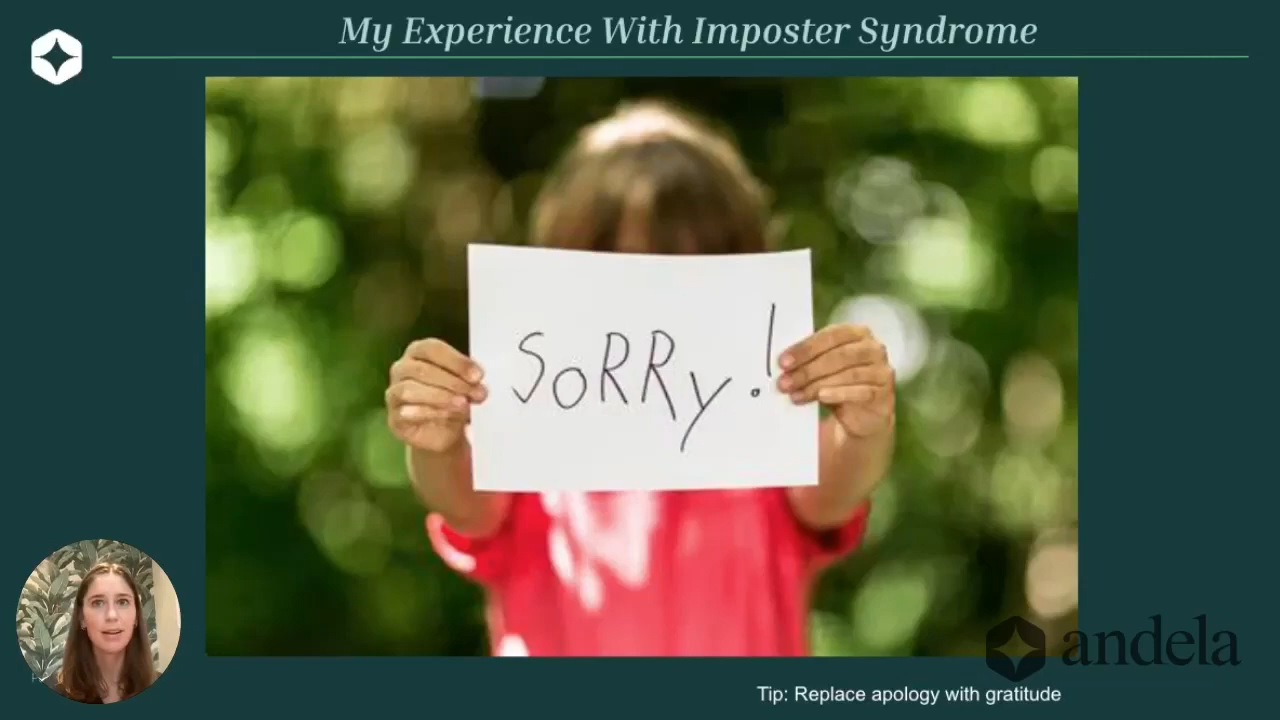 My Experience With Imposter Syndrome
SoRRy!
andela
Tip: Replace apology with gratitude